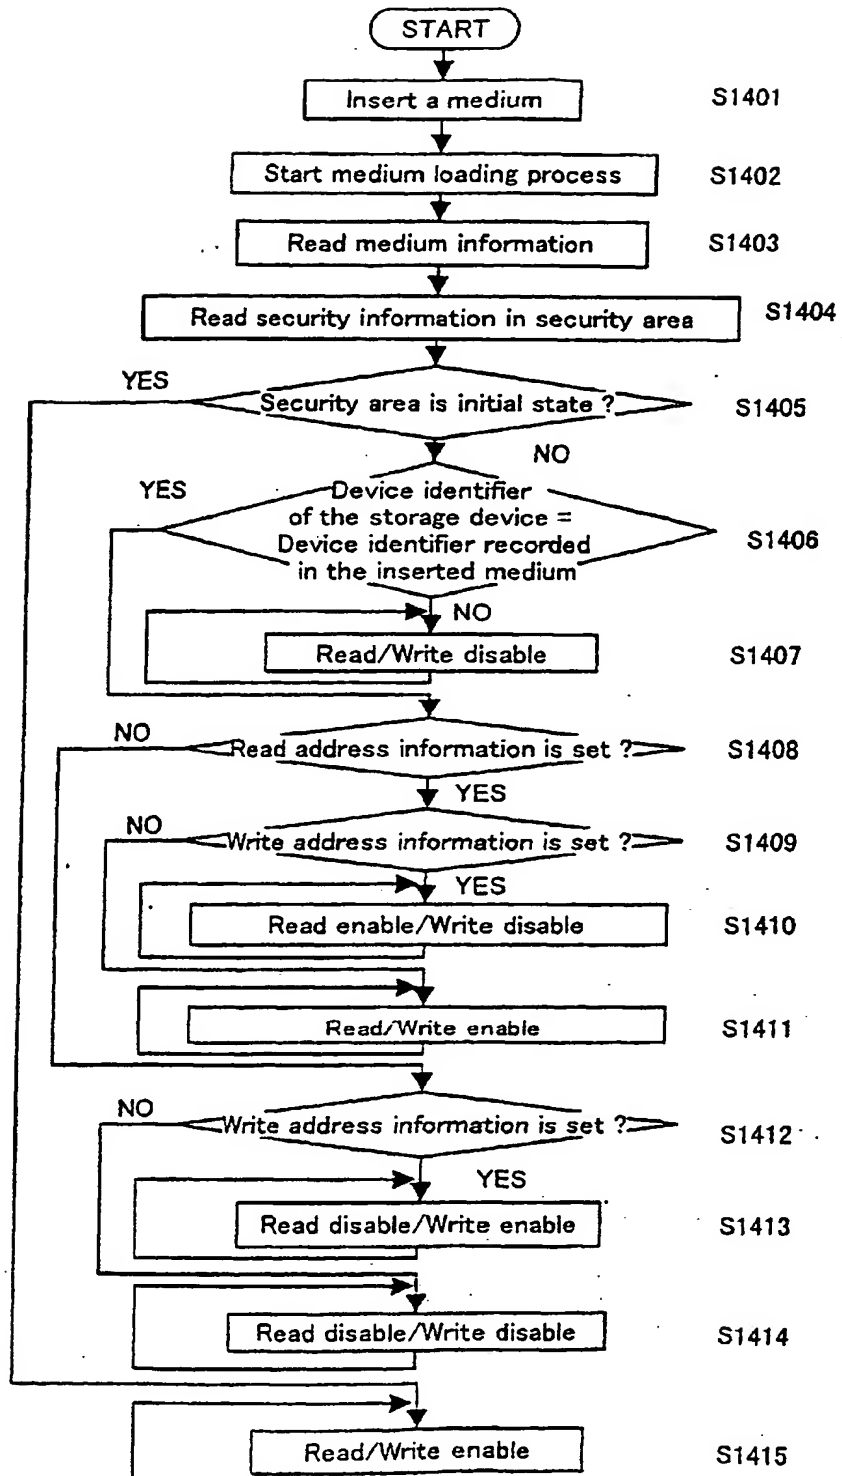 START
Insert a medium S1401
Start medium loading process S1402
Read medium information S1403
Read security information in security area S1404
YES
Security area is initial state ? S1405
NO
YES
Device identifier
of the storage device =
Device identifier recorded
in the inserted medium
S1406
NO
Read/Write disable S1407
NO
Read address information is set ? S1408
YES
NO
Write address information is set ? S1409
YES
Read enable/Write disable S1410
Read/Write enable S1411
NO
Write address information is set ? S1412
YES
Read disable/Write enable S1413
Read disable/Write disable S1414
Read/Write enable S1415